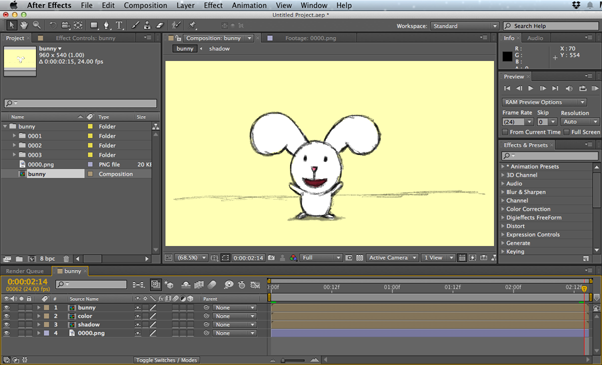 After Effects File Edit Composition Layer Effect Animation View Window
Untitled Project.aep *
Workspace: Standard
Search Help
Project
Effect Controls: bunny
Composition: bunny
Footage: 0000.png
Info
Audio
bunny
960 x 540 (1.00)
Δ 0:00:02:15, 24.00 fps
bunny shadow
R :
G :
B :
X : 70
Y : 554
Preview
RAM Preview Options
Frame Rate Skip Resolution
(24) 0 Auto
From Current Time Full Screen
Effects & Presets
* Animation Presets
3D Channel
Audio
Blur & Sharpen
Channel
Color Correction
Digieffects FreeForm
Distort
Expression Controls
Generate
Keying
Name Type Size
bunny Folder
0001 Folder
0002 Folder
0003 Folder
0000.png PNG file 20 KB
bunny Composition
8 bpc
(68.5%) 0:00:02:14 Full Active Camera 1 View
Render Queue
bunny
0:00:02:14
00062 (24.00 fps)
:00f 12f 01:00f 01:12f 02:00f 02:12f
# Source Name Parent
1 bunny None
2 color None
3 shadow None
4 0000.png None
Toggle Switches / Modes